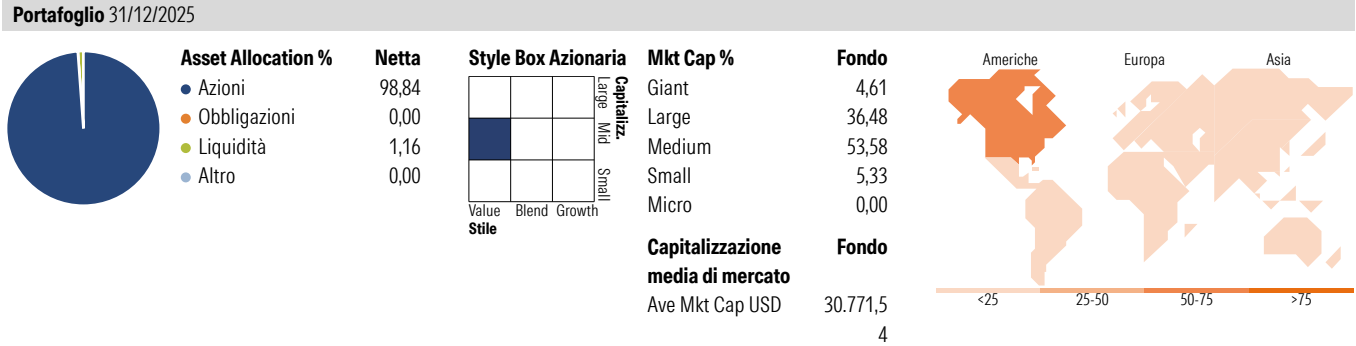 Portafoglio 31/12/2025
Asset Allocation % Netta
Azioni 98,84
Obbligazioni 0,00
Liquidità 1,16
Altro 0,00
Style Box Azionaria
Capitalizz.
Large Mid Small
Value Blend Growth
Stile
Mkt Cap % Fondo
Giant 4,61
Large 36,48
Medium 53,58
Small 5,33
Micro 0,00
Capitalizzazione Fondo
media di mercato
Ave Mkt Cap USD 30.771,5
4
Americhe Europa Asia
<25 25-50 50-75 >75